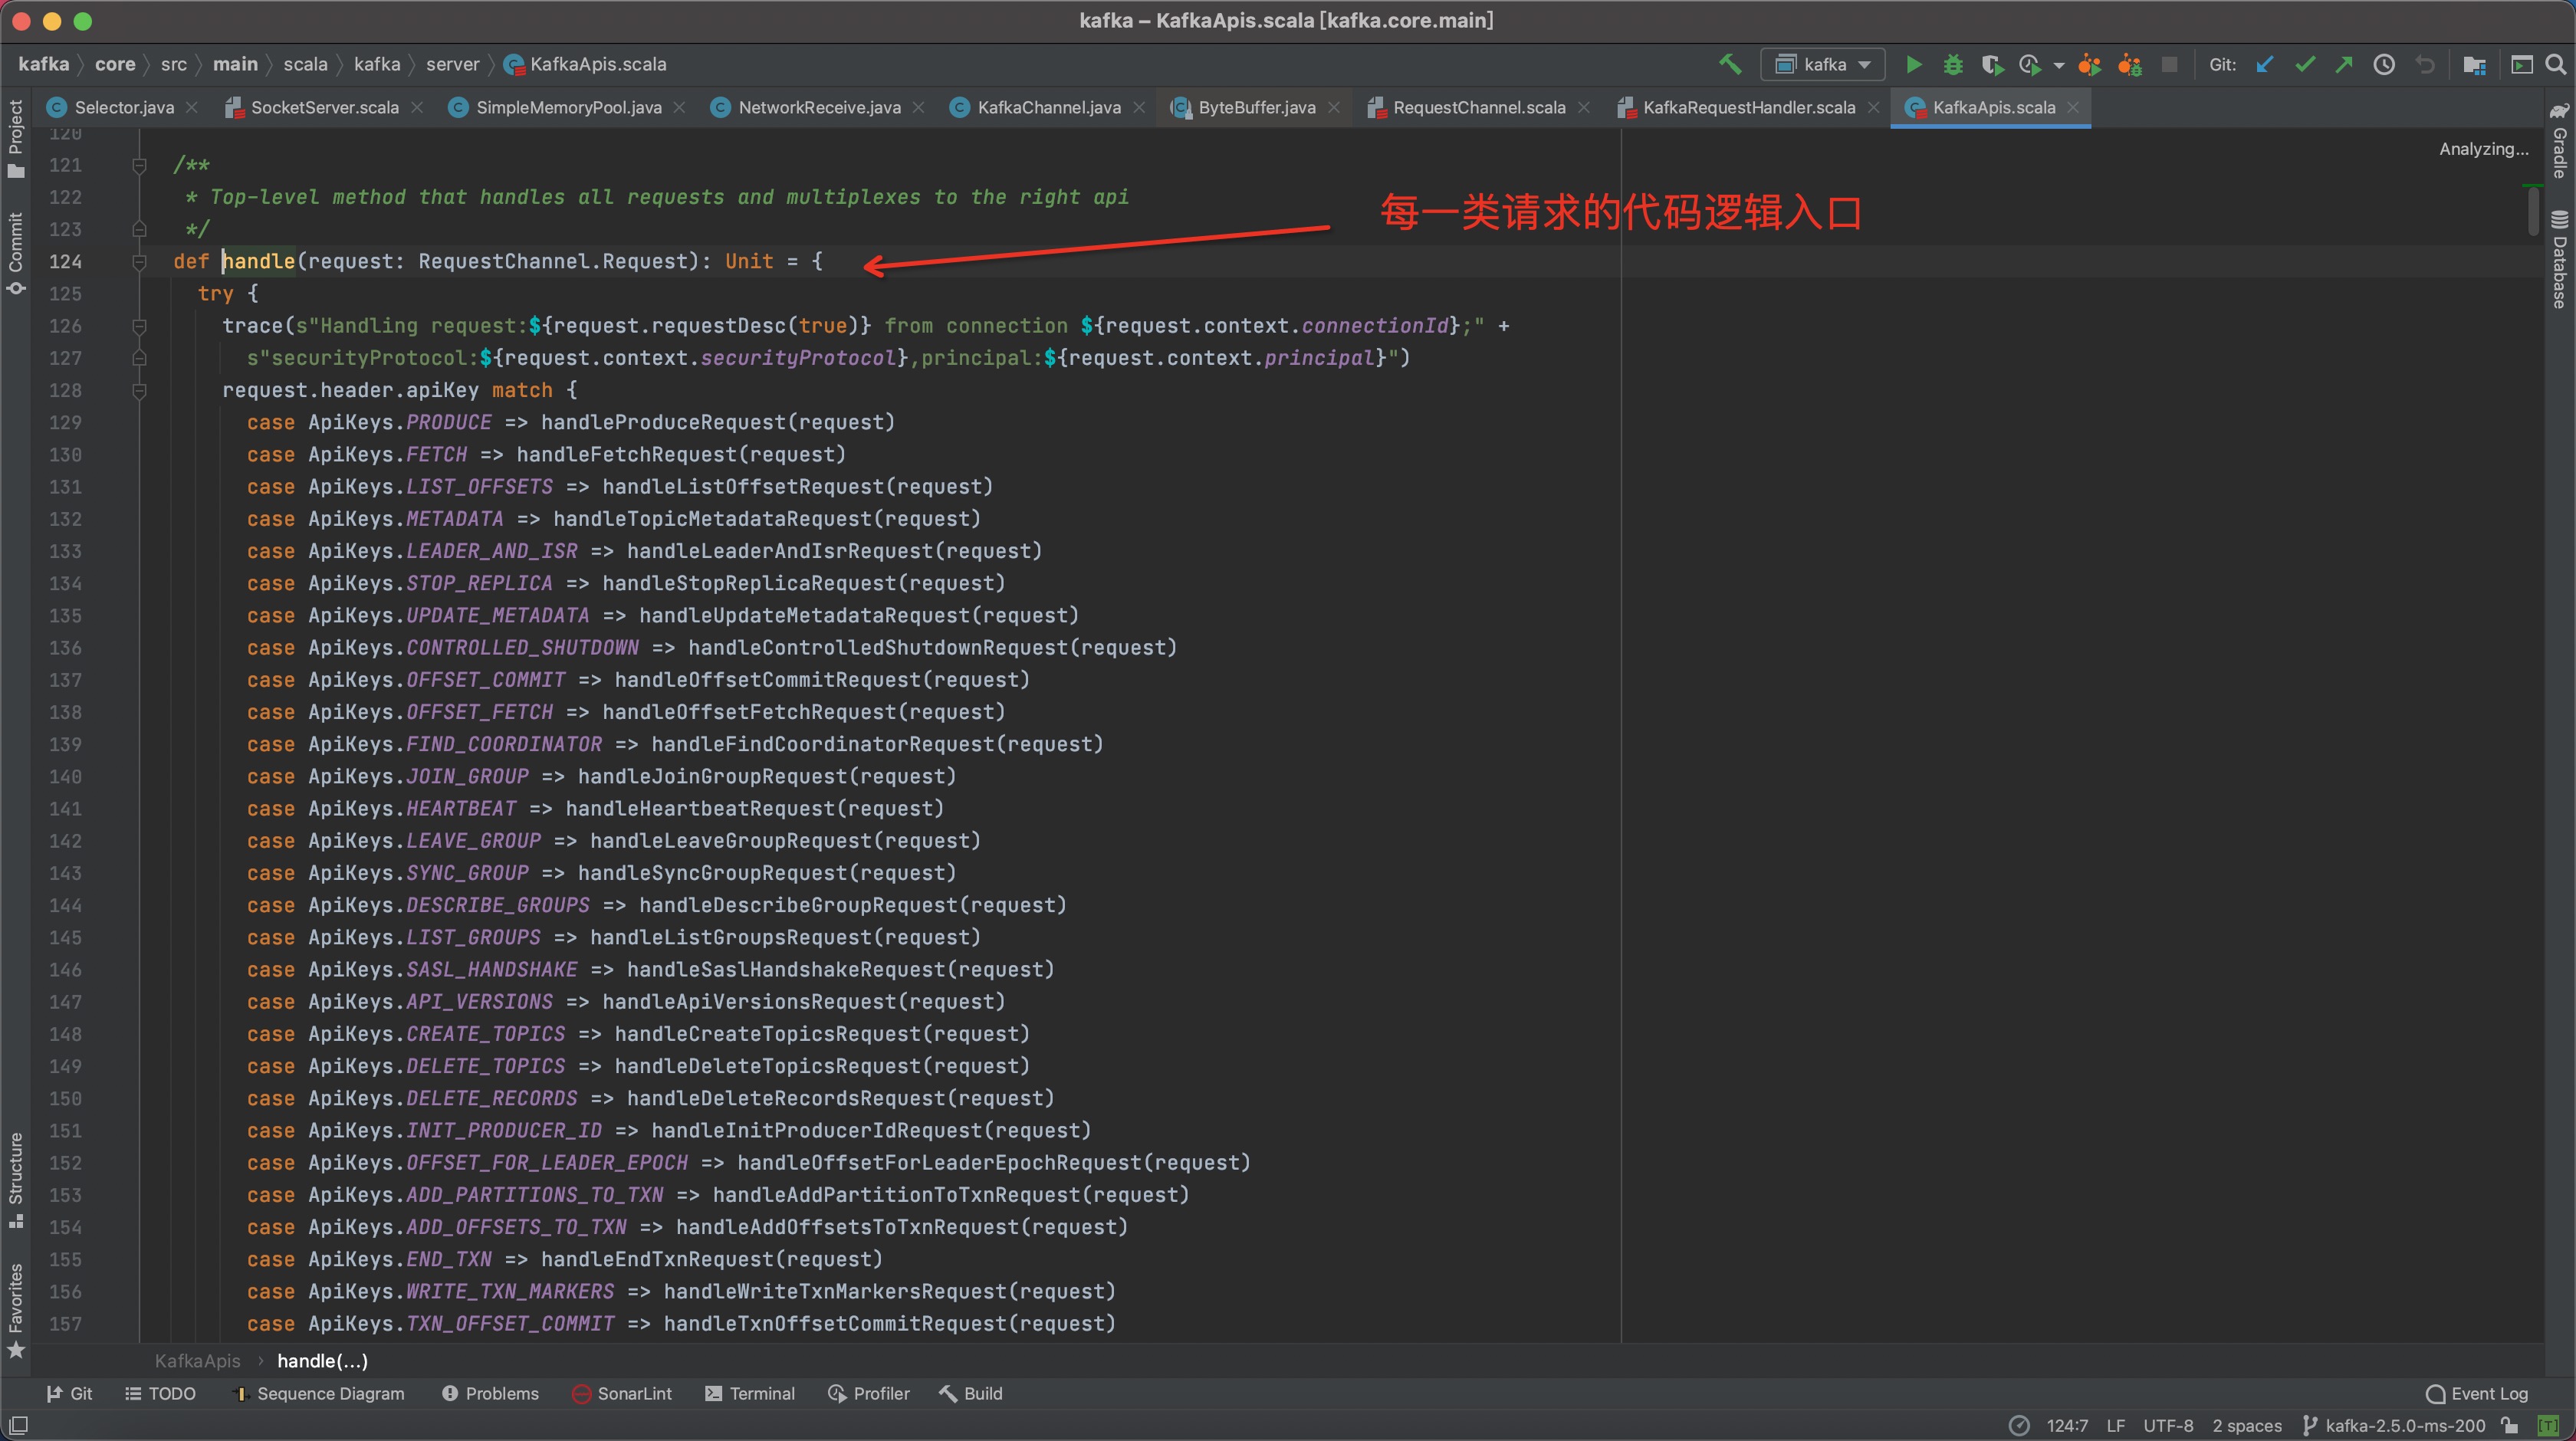 kafka – KafkaApis.scala [kafka.core.main]
kafka core src main scala kafka server KafkaApis.scala
kafka Git:
Selector.java SocketServer.scala SimpleMemoryPool.java NetworkReceive.java KafkaChannel.java ByteBuffer.java RequestChannel.scala KafkaRequestHandler.scala KafkaApis.scala
Project
Commit
Structure
Favorites
Gradle
Database
Analyzing...
每一类请求的代码逻辑入口
120
121 /**
122 * Top-level method that handles all requests and multiplexes to the right api
123 */
124 def handle(request: RequestChannel.Request): Unit = {
125 try {
126 trace(s"Handling request:${request.requestDesc(true)} from connection ${request.context.connectionId};" +
127 s"securityProtocol:${request.context.securityProtocol},principal:${request.context.principal}")
128 request.header.apiKey match {
129 case ApiKeys.PRODUCE => handleProduceRequest(request)
130 case ApiKeys.FETCH => handleFetchRequest(request)
131 case ApiKeys.LIST_OFFSETS => handleListOffsetRequest(request)
132 case ApiKeys.METADATA => handleTopicMetadataRequest(request)
133 case ApiKeys.LEADER_AND_ISR => handleLeaderAndIsrRequest(request)
134 case ApiKeys.STOP_REPLICA => handleStopReplicaRequest(request)
135 case ApiKeys.UPDATE_METADATA => handleUpdateMetadataRequest(request)
136 case ApiKeys.CONTROLLED_SHUTDOWN => handleControlledShutdownRequest(request)
137 case ApiKeys.OFFSET_COMMIT => handleOffsetCommitRequest(request)
138 case ApiKeys.OFFSET_FETCH => handleOffsetFetchRequest(request)
139 case ApiKeys.FIND_COORDINATOR => handleFindCoordinatorRequest(request)
140 case ApiKeys.JOIN_GROUP => handleJoinGroupRequest(request)
141 case ApiKeys.HEARTBEAT => handleHeartbeatRequest(request)
142 case ApiKeys.LEAVE_GROUP => handleLeaveGroupRequest(request)
143 case ApiKeys.SYNC_GROUP => handleSyncGroupRequest(request)
144 case ApiKeys.DESCRIBE_GROUPS => handleDescribeGroupRequest(request)
145 case ApiKeys.LIST_GROUPS => handleListGroupsRequest(request)
146 case ApiKeys.SASL_HANDSHAKE => handleSaslHandshakeRequest(request)
147 case ApiKeys.API_VERSIONS => handleApiVersionsRequest(request)
148 case ApiKeys.CREATE_TOPICS => handleCreateTopicsRequest(request)
149 case ApiKeys.DELETE_TOPICS => handleDeleteTopicsRequest(request)
150 case ApiKeys.DELETE_RECORDS => handleDeleteRecordsRequest(request)
151 case ApiKeys.INIT_PRODUCER_ID => handleInitProducerIdRequest(request)
152 case ApiKeys.OFFSET_FOR_LEADER_EPOCH => handleOffsetForLeaderEpochRequest(request)
153 case ApiKeys.ADD_PARTITIONS_TO_TXN => handleAddPartitionToTxnRequest(request)
154 case ApiKeys.ADD_OFFSETS_TO_TXN => handleAddOffsetsToTxnRequest(request)
155 case ApiKeys.END_TXN => handleEndTxnRequest(request)
156 case ApiKeys.WRITE_TXN_MARKERS => handleWriteTxnMarkersRequest(request)
157 case ApiKeys.TXN_OFFSET_COMMIT => handleTxnOffsetCommitRequest(request)
KafkaApis › handle(...)
Git TODO Sequence Diagram Problems SonarLint Terminal Profiler Build Event Log
124:7 LF UTF-8 2 spaces kafka-2.5.0-ms-200 [T]